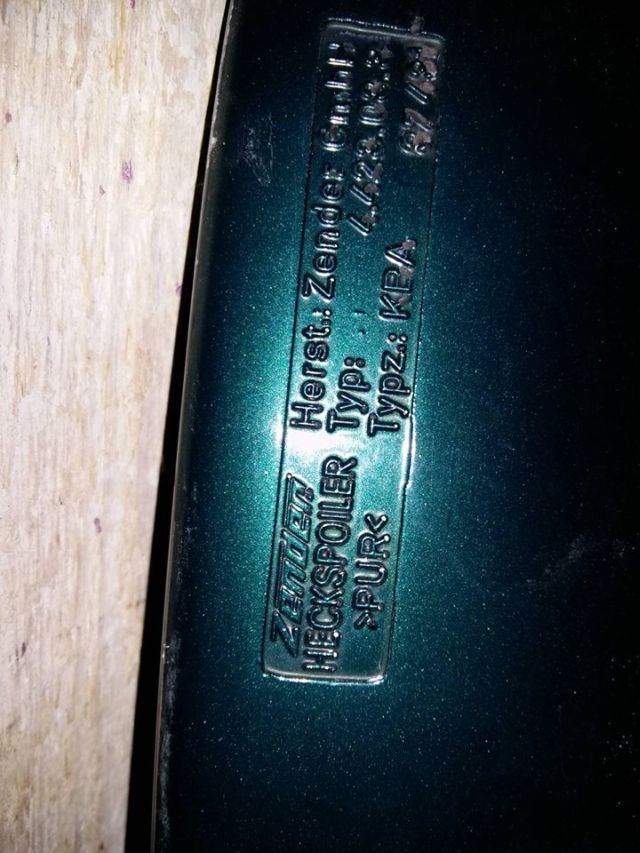 Zender Herst.: Zender GmbH
HECKSPOILER Typ:
>PUR< Typz.: KBA